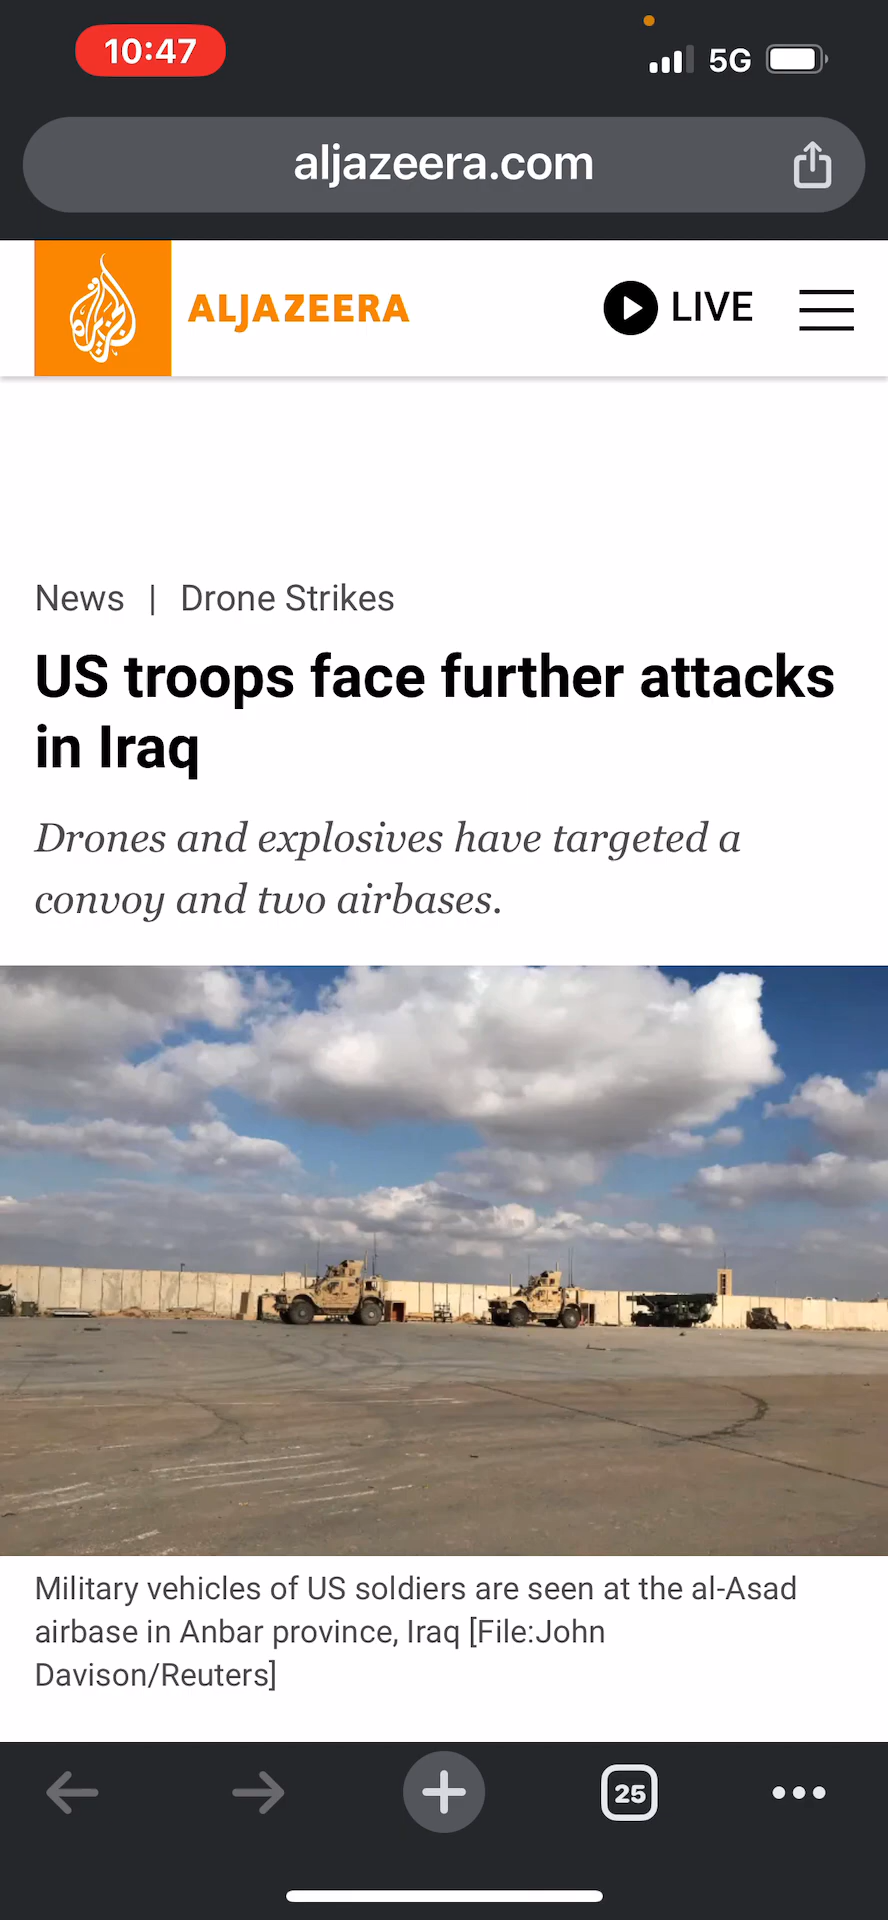 10:47
5G
aljazeera.com
ALJAZEERA
LIVE
News | Drone Strikes
US troops face further attacks
in Iraq
Drones and explosives have targeted a
convoy and two airbases.
Military vehicles of US soldiers are seen at the al-Asad
airbase in Anbar province, Iraq [File:John
Davison/Reuters]
25